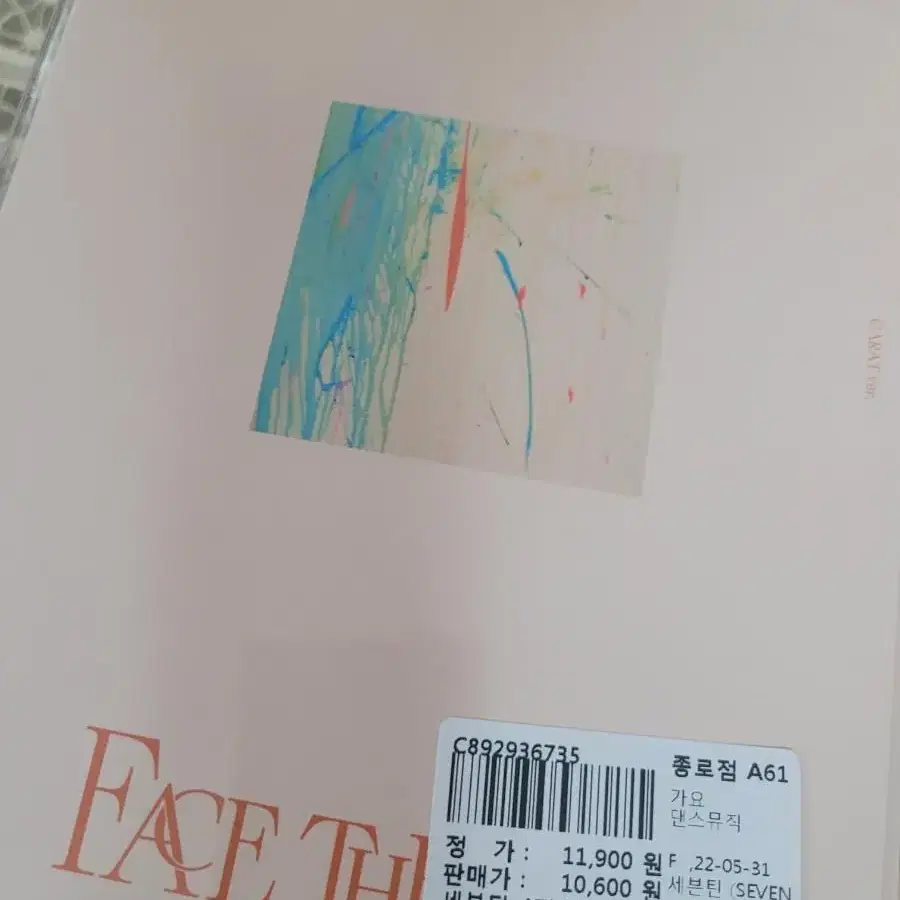 CARAT ver.
FACE TH
C892936735
종로점 A61
가요
댄스뮤직
정 가 : 11,900 원
F ,22-05-31
판매가 : 10,600 원
세븐틴 (SEVEN